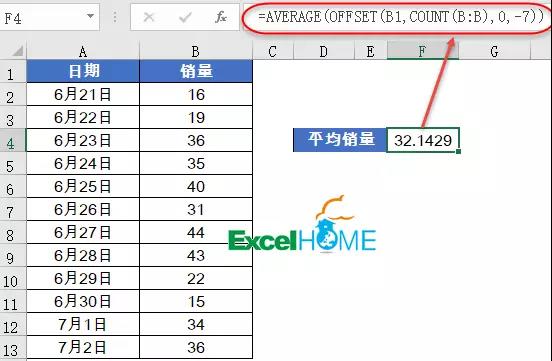 F4 =AVERAGE(OFFSET(B1,COUNT(B:B),0,-7))
A B C D E F G
1 日期 销量
2 6月21日 16
3 6月22日 19
4 6月23日 36 平均销量 32.1429
5 6月24日 35
6 6月25日 40
7 6月26日 31
8 6月27日 44
9 6月28日 43
10 6月29日 22
11 6月30日 15
12 7月1日 34
13 7月2日 36
ExcelHOME